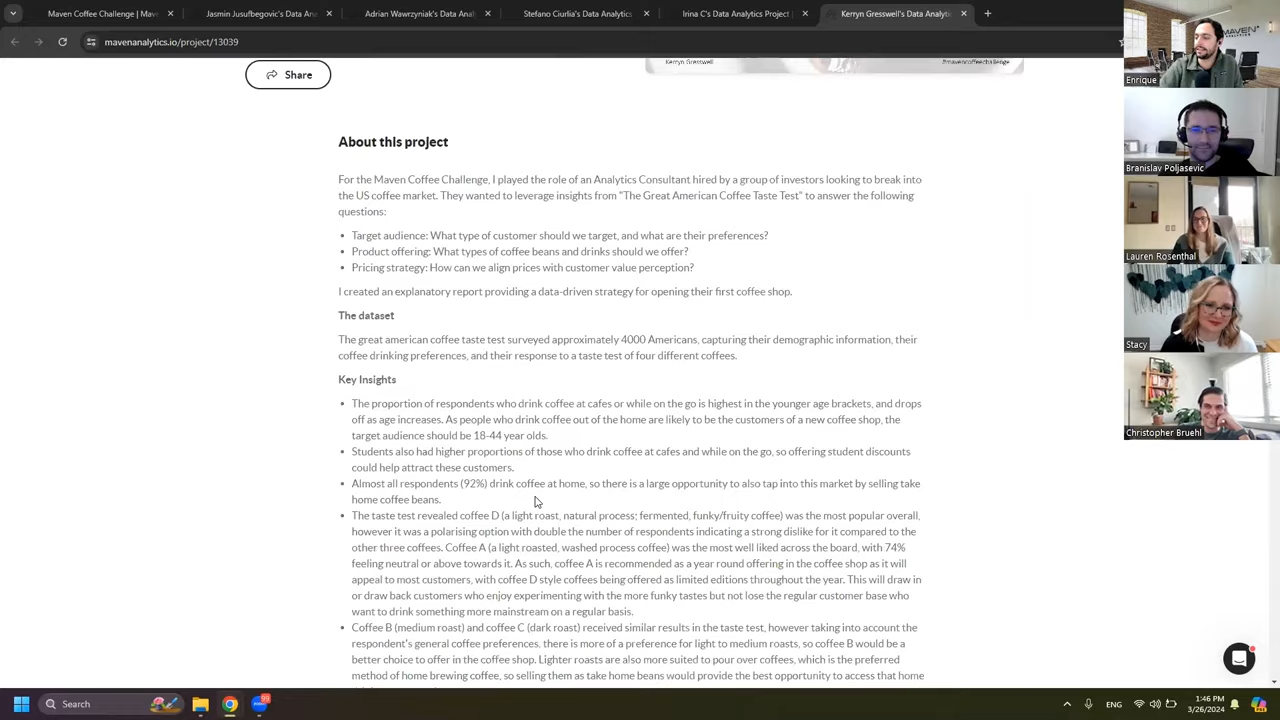 Maven Coffee Challenge | Mave
Jasmin Jusufbegovic's Data An
Adrian Wawrzyniak's Data Anal
Stefano Ciurlia's Data Analytics
Irina C's Data Analytics Project
Kerryn Gresswell's Data Analyti
mavenanalytics.io/project/13039
MAVEN
Enrique
Kerryn Gresswell
#mavencoffeechallenge
Share
About this project
For the Maven Coffee Challenge, I played the role of an Analytics Consultant hired by a group of investors looking to break into
the US coffee market. They wanted to leverage insights from "The Great American Coffee Taste Test" to answer the following
questions:
• Target audience: What type of customer should we target, and what are their preferences?
• Product offering: What types of coffee beans and drinks should we offer?
• Pricing strategy: How can we align prices with customer value perception?
I created an explanatory report providing a data-driven strategy for opening their first coffee shop.
The dataset
The great american coffee taste test surveyed approximately 4000 Americans, capturing their demographic information, their
coffee drinking preferences, and their response to a taste test of four different coffees.
Key Insights
• The proportion of respondents who drink coffee at cafes or while on the go is highest in the younger age brackets, and drops
off as age increases. As people who drink coffee out of the home are likely to be the customers of a new coffee shop, the
target audience should be 18-44 year olds.
• Students also had higher proportions of those who drink coffee at cafes and while on the go, so offering student discounts
could help attract these customers.
• Almost all respondents (92%) drink coffee at home, so there is a large opportunity to also tap into this market by selling take
home coffee beans.
• The taste test revealed coffee D (a light roast, natural process; fermented, funky/fruity coffee) was the most popular overall,
however it was a polarising option with double the number of respondents indicating a strong dislike for it compared to the
other three coffees. Coffee A (a light roasted, washed process coffee) was the most well liked across the board, with 74%
feeling neutral or above towards it. As such, coffee A is recommended as a year round offering in the coffee shop as it will
appeal to most customers, with coffee D style coffees being offered as limited editions throughout the year. This will draw in
or draw back customers who enjoy experimenting with the more funky tastes but not lose the regular customer base who
want to drink something more mainstream on a regular basis.
• Coffee B (medium roast) and coffee C (dark roast) received similar results in the taste test, however taking into account the
respondent's general coffee preferences, there is more of a preference for light to medium roasts, so coffee B would be a
better choice to offer in the coffee shop. Lighter roasts are also more suited to pour over coffees, which is the preferred
method of home brewing coffee, so selling them as take home beans would provide the best opportunity to access that home
Branislav Poljasevic
Lauren Rosenthal
Stacy
Christopher Bruehl
Search
99
ENG
1:46 PM
3/26/2024